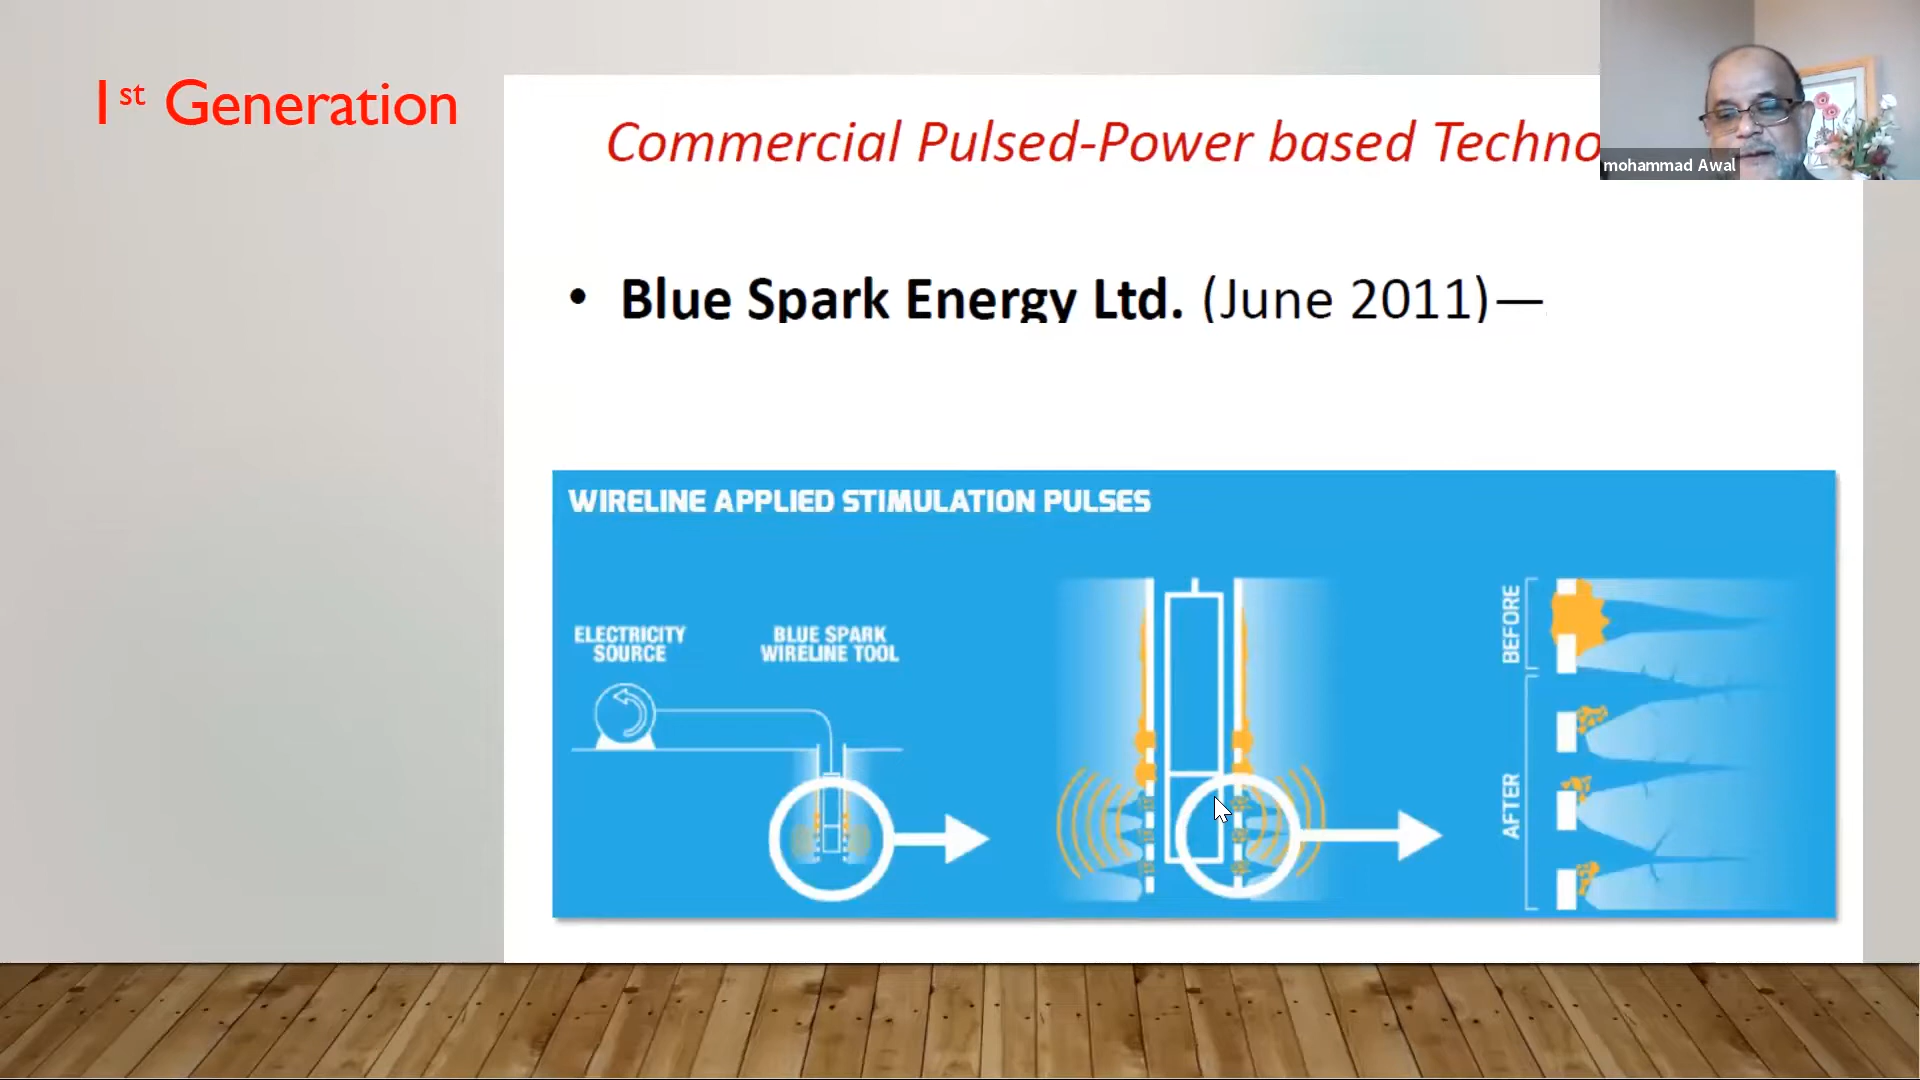 1st Generation
Commercial Pulsed-Power based Techno
mohammad Awal
• Blue Spark Energy Ltd. (June 2011)—
WIRELINE APPLIED STIMULATION PULSES
ELECTRICITY
SOURCE
BLUE SPARK
WIRELINE TOOL
BEFORE
AFTER